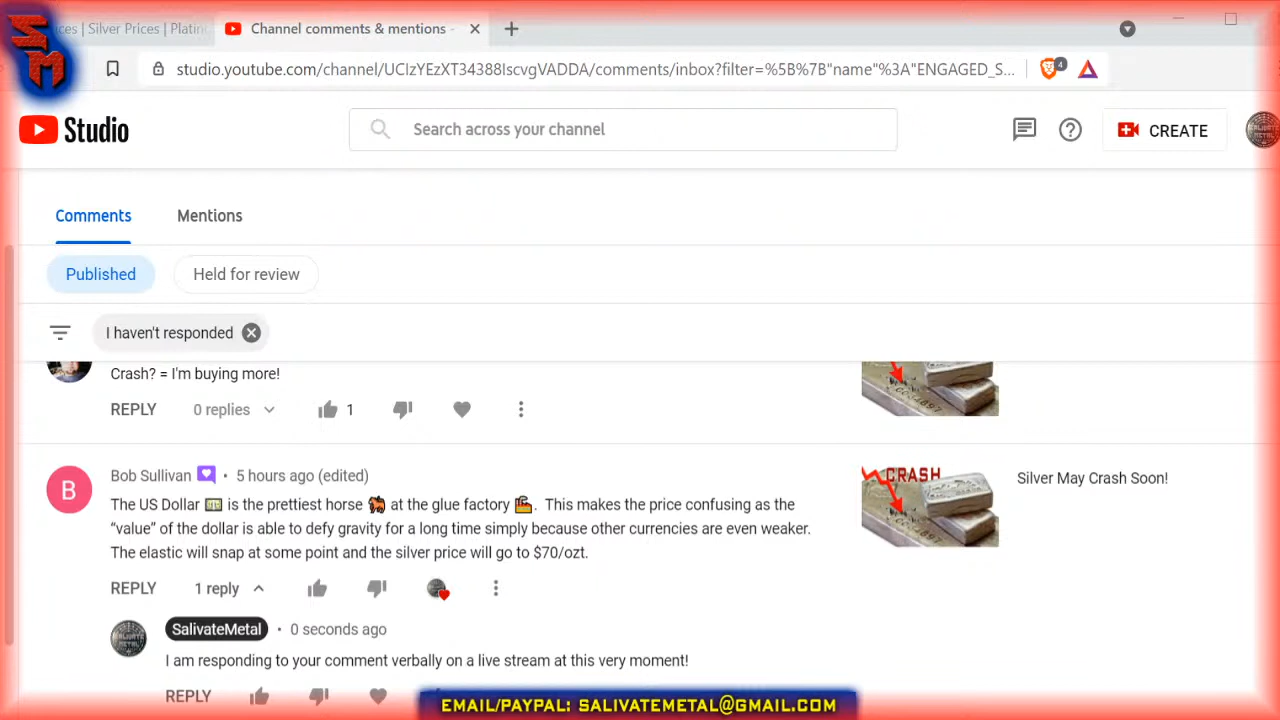 SM
ices | Silver Prices | Platin
Channel comments & mentions -
studio.youtube.com/channel/UCIzYEzXT34388IscvgVADDA/comments/inbox?filter=%5B%7B"name"%3A"ENGAGED_S...
4
Studio
Search across your channel
CREATE
Comments
Mentions
Published
Held for review
I haven't responded
Crash? = I'm buying more!
REPLY
0 replies
1
B
Bob Sullivan • 5 hours ago (edited)
CRASH
Silver May Crash Soon!
The US Dollar 💵 is the prettiest horse 🐎 at the glue factory 🏭. This makes the price confusing as the
“value” of the dollar is able to defy gravity for a long time simply because other currencies are even weaker.
The elastic will snap at some point and the silver price will go to $70/ozt.
REPLY
1 reply
SalivateMetal • 0 seconds ago
I am responding to your comment verbally on a live stream at this very moment!
REPLY
EMAIL/PAYPAL: SALIVATEMETAL@GMAIL.COM